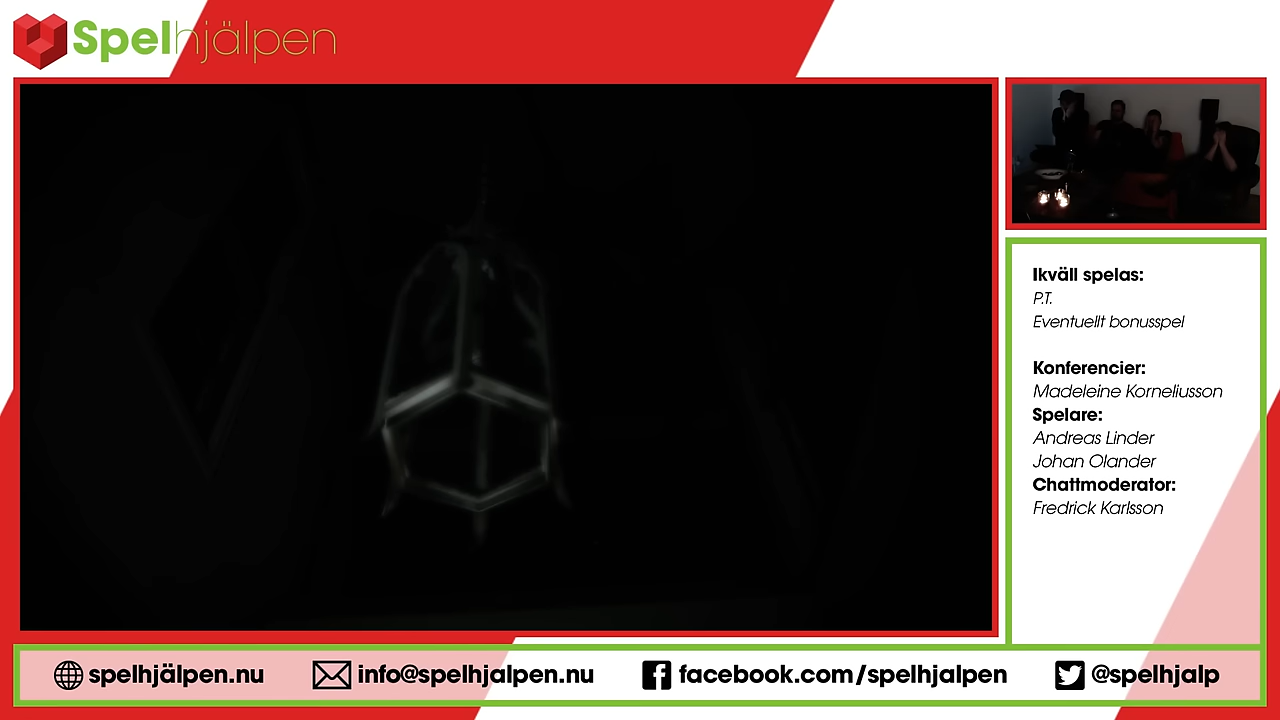 Spelhjälpen
Ikväll spelas:
P.T.
Eventuellt bonusspel
Konferencier:
Madeleine Korneliusson
Spelare:
Andreas Linder
Johan Olander
Chattmoderator:
Fredrick Karlsson
spelhjälpen.nu
info@spelhjalpen.nu
facebook.com/spelhjalpen
@spelhjalp